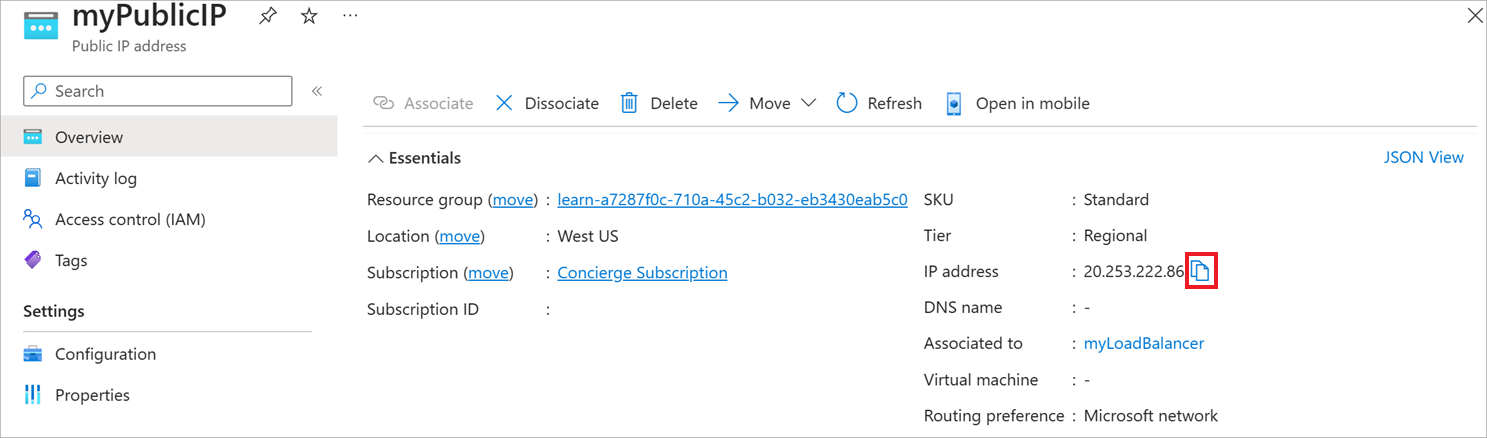 myPublicIP
Public IP address
Search
Overview
Activity log
Access control (IAM)
Tags
Settings
Configuration
Properties
Associate Dissociate Delete Move Refresh Open in mobile
Essentials JSON View
Resource group (move) : learn-a7287f0c-710a-45c2-b032-eb3430eab5c0
Location (move) : West US
Subscription (move) : Concierge Subscription
Subscription ID :
SKU : Standard
Tier : Regional
IP address : 20.253.222.86
DNS name : -
Associated to : myLoadBalancer
Virtual machine : -
Routing preference : Microsoft network